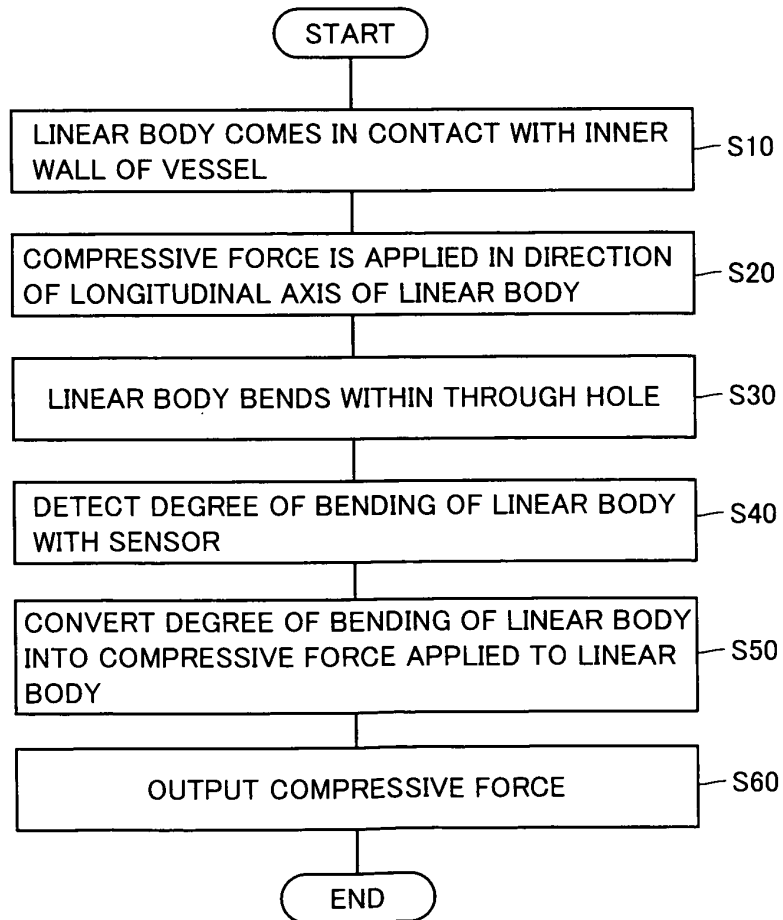 START
LINEAR BODY COMES IN CONTACT WITH INNER
WALL OF VESSEL
S10
COMPRESSIVE FORCE IS APPLIED IN DIRECTION
OF LONGITUDINAL AXIS OF LINEAR BODY
S20
LINEAR BODY BENDS WITHIN THROUGH HOLE
S30
DETECT DEGREE OF BENDING OF LINEAR BODY
WITH SENSOR
S40
CONVERT DEGREE OF BENDING OF LINEAR BODY
INTO COMPRESSIVE FORCE APPLIED TO LINEAR
BODY
S50
OUTPUT COMPRESSIVE FORCE
S60
END